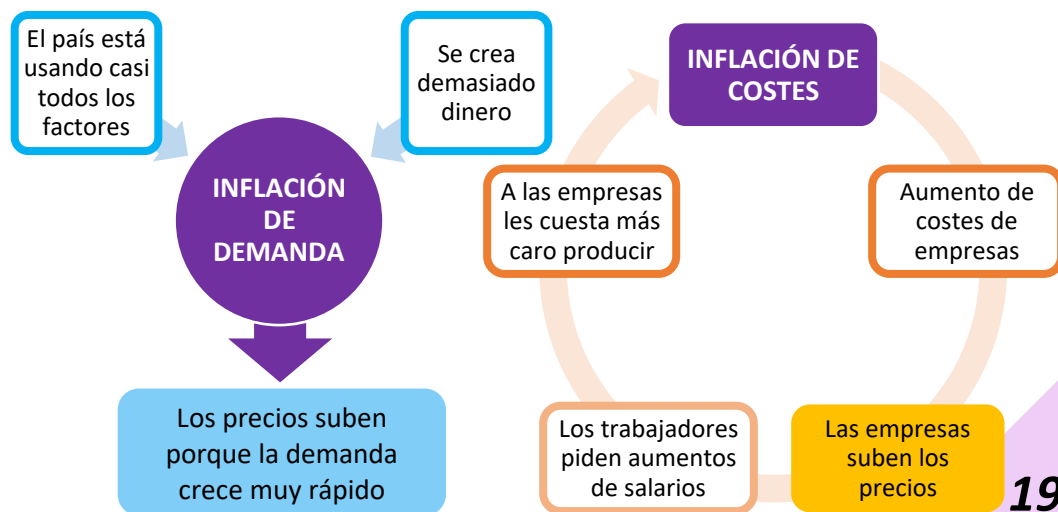 El país está
usando casi
todos los
factores
Se crea
demasiado
dinero
INFLACIÓN
DE
DEMANDA
Los precios suben
porque la demanda
crece muy rápido
INFLACIÓN DE
COSTES
Aumento de
costes de
empresas
Las empresas
suben los
precios
Los trabajadores
piden aumentos
de salarios
A las empresas
les cuesta más
caro producir
19